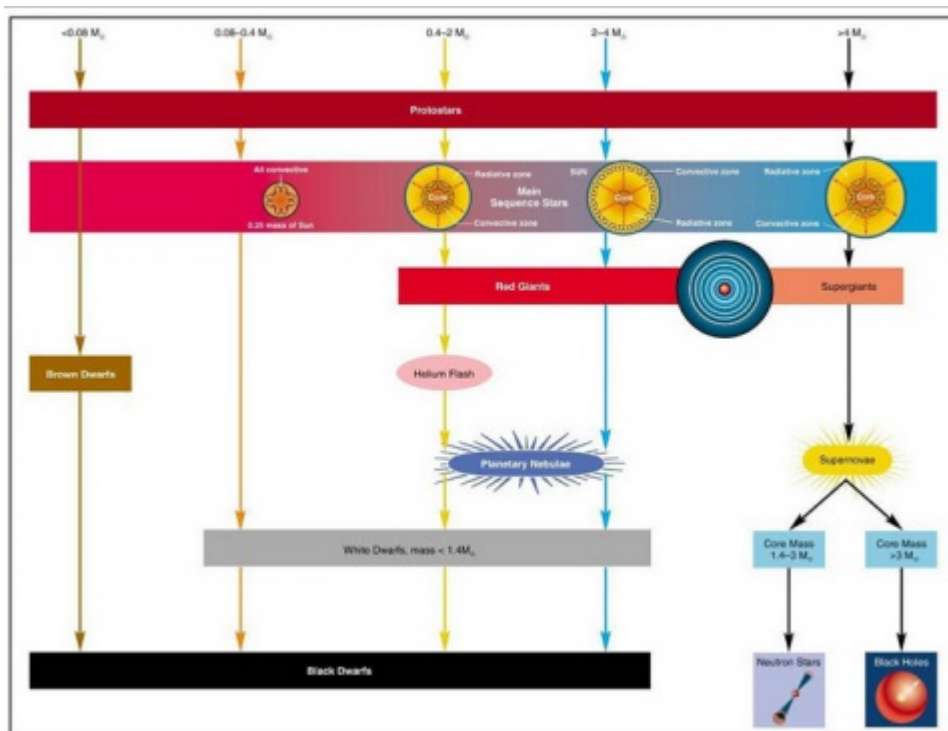 <0.08 M☉
0.08–0.4 M☉
0.4–2 M☉
2–4 M☉
>4 M☉
Protostars
All convective
0.25 mass of Sun
Core
Radiative zone
Main
Sequence Stars
Convective zone
SUN
Core
Convective zone
Radiative zone
Radiative zone
Core
Convective zone
Red Giants
Supergiants
Brown Dwarfs
Helium Flash
Planetary Nebulae
Supernovae
White Dwarfs, mass < 1.4M☉
Core Mass
1.4–3 M☉
Core Mass
>3 M☉
Black Dwarfs
Neutron Stars
Black Holes